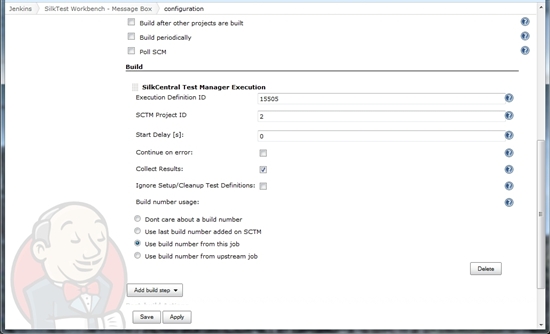 Jenkins SilkTest Workbench - Message Box configuration
Build after other projects are built
Build periodically
Poll SCM
Build
SilkCentral Test Manager Execution
Execution Definition ID 15505
SCTM Project ID 2
Start Delay [s]: 0
Continue on error:
Collect Results:
Ignore Setup/Cleanup Test Definitions:
Build number usage:
Dont care about a build number
Use last build number added on SCTM
Use build number from this job
Use build number from upstream job
Delete
Add build step
Save Apply